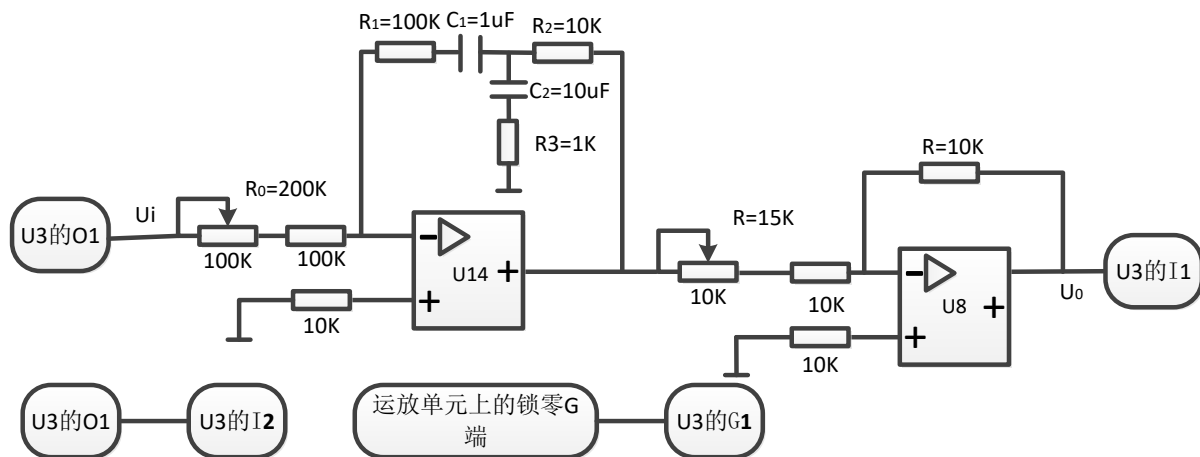 R1=100K
C1=1uF
R2=10K
C2=10uF
R3=1K
R=10K
R0=200K
Ui
U3的O1
100K
100K
U14
R=15K
10K
10K
U8
U3的I1
U0
10K
10K
U3的O1
U3的I2
运放单元上的锁零G
端
U3的G1